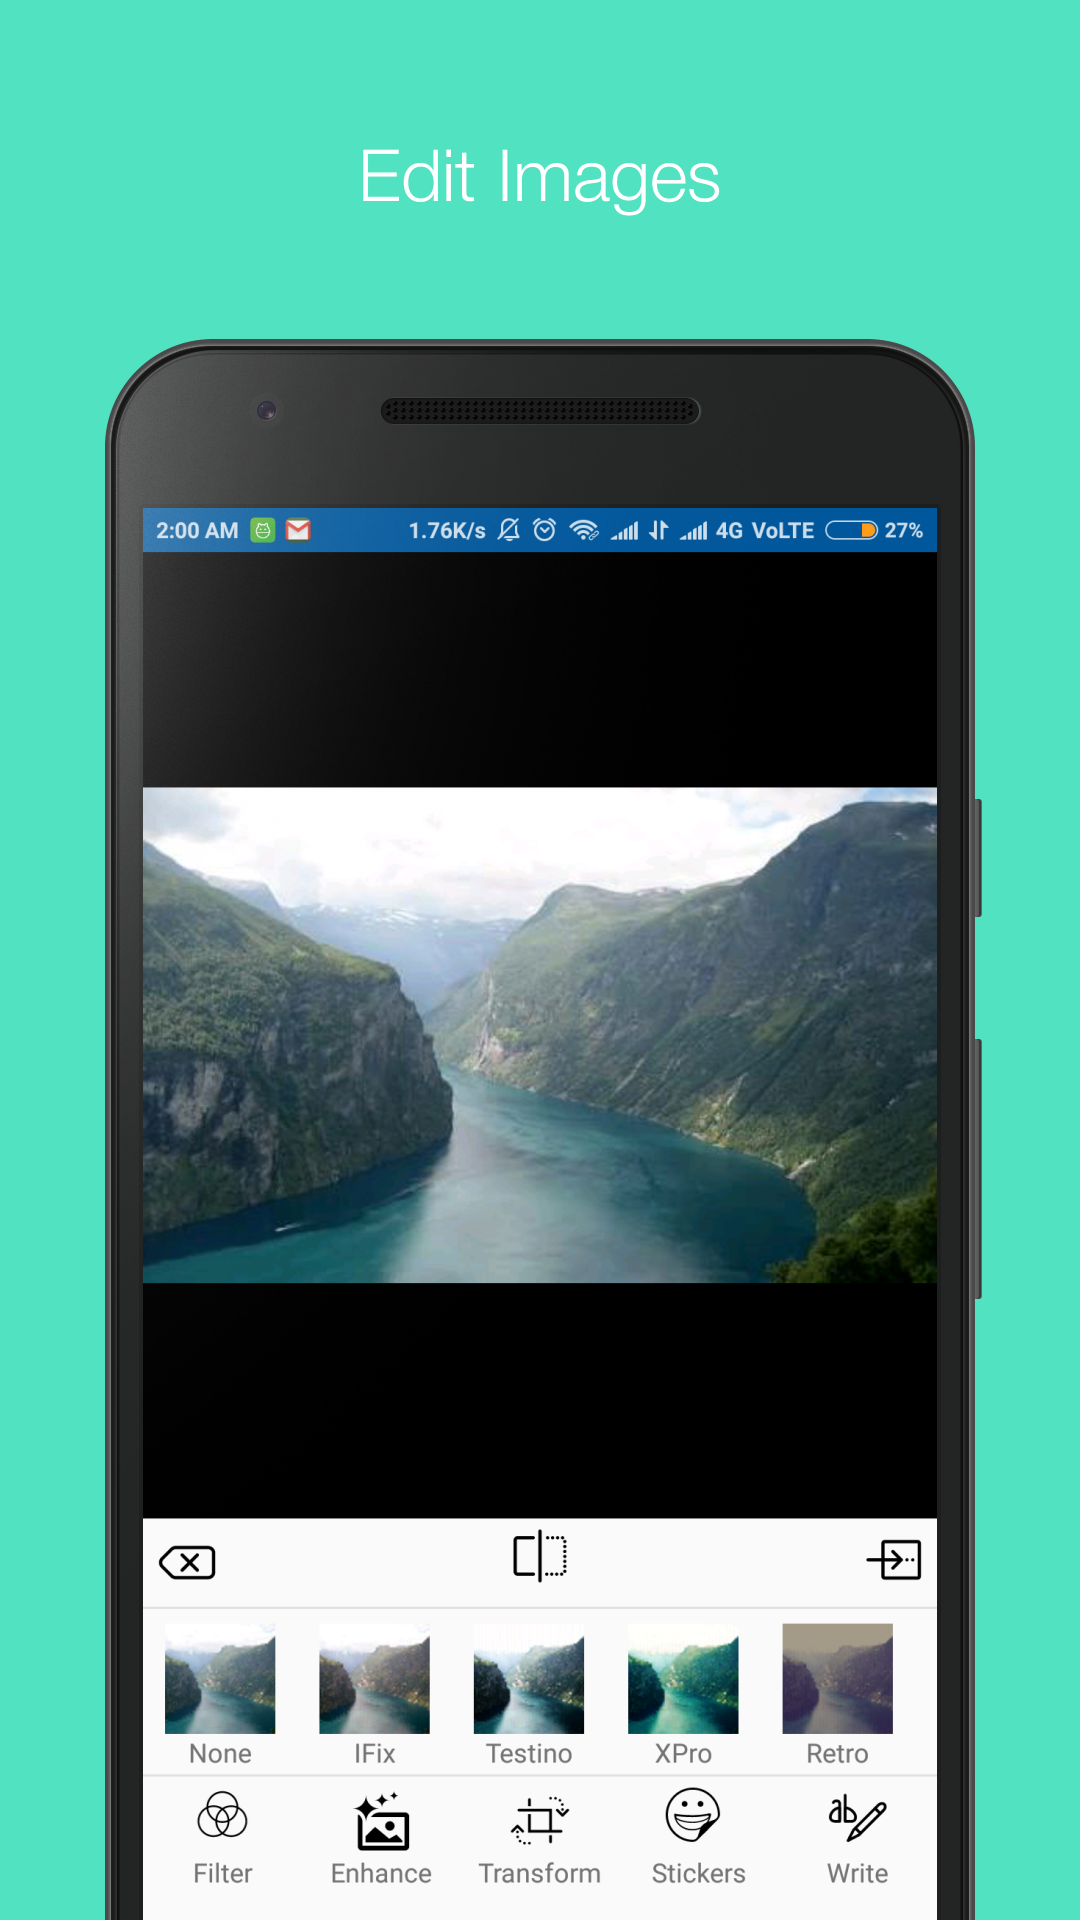 Edit Images
2:00 AM 1.76K/s 4G VoLTE 27%
None IFix Testino XPro Retro
ab
Filter Enhance Transform Stickers Write